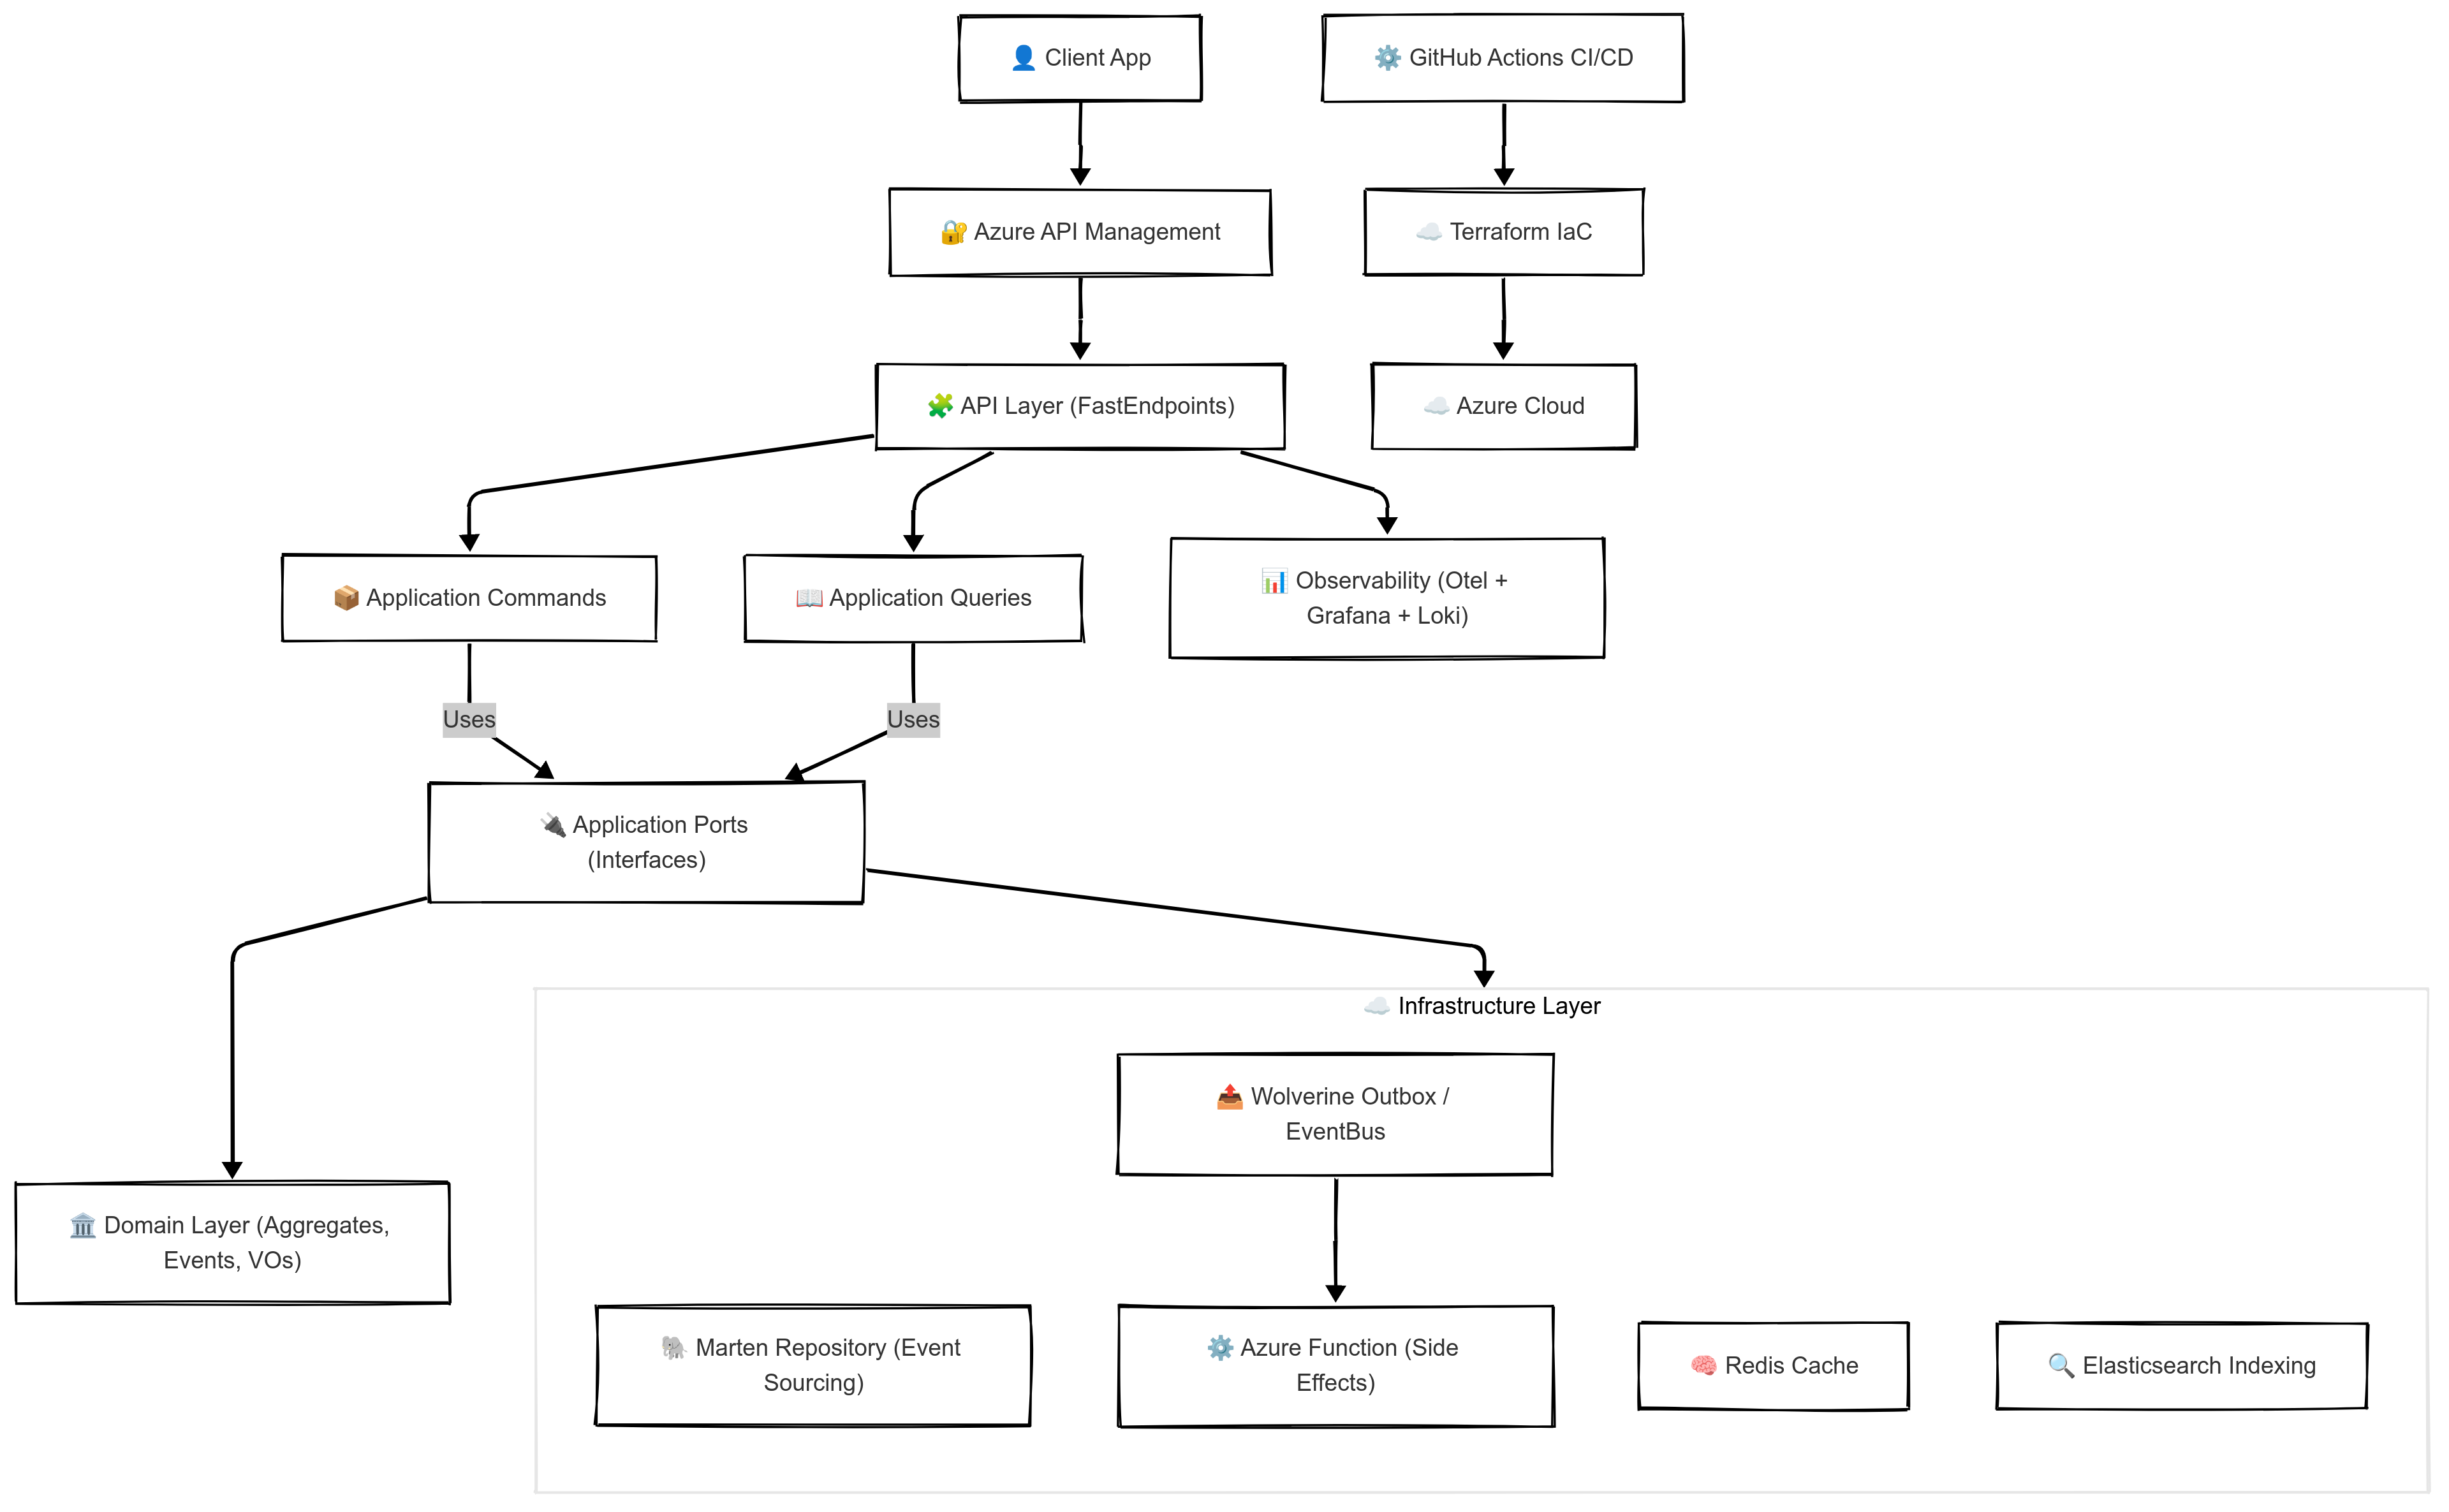 👤 Client App
⚙️ GitHub Actions CI/CD
🔐 Azure API Management
☁️ Terraform IaC
🧩 API Layer (FastEndpoints)
☁️ Azure Cloud
📦 Application Commands
📖 Application Queries
📊 Observability (Otel +
Grafana + Loki)
Uses
Uses
🔌 Application Ports
(Interfaces)
☁️ Infrastructure Layer
📤 Wolverine Outbox /
EventBus
🏛️ Domain Layer (Aggregates,
Events, VOs)
🐘 Marten Repository (Event
Sourcing)
⚙️ Azure Function (Side
Effects)
🧠 Redis Cache
🔍 Elasticsearch Indexing